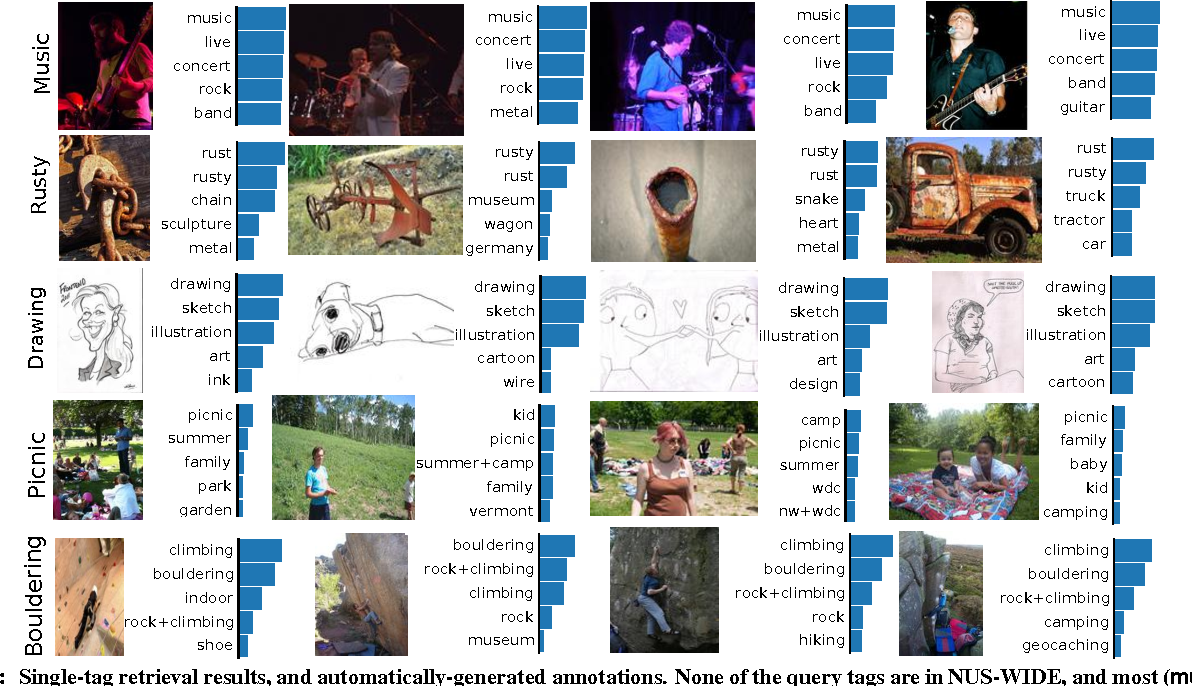 Music
music
live
concert
rock
band
music
concert
live
rock
metal
music
concert
live
rock
band
music
live
concert
band
guitar
Rusty
rust
rusty
chain
sculpture
metal
rusty
rust
museum
wagon
germany
rusty
rust
snake
heart
metal
rust
rusty
truck
tractor
car
Drawing
drawing
sketch
illustration
art
ink
drawing
sketch
illustration
cartoon
wire
drawing
sketch
illustration
art
design
drawing
sketch
illustration
art
cartoon
Picnic
picnic
summer
family
park
garden
kid
picnic
summer+camp
family
vermont
camp
picnic
summer
wdc
nw+wdc
picnic
family
baby
kid
camping
Bouldering
climbing
bouldering
indoor
rock+climbing
shoe
bouldering
rock+climbing
climbing
rock
museum
climbing
bouldering
rock+climbing
rock
hiking
climbing
bouldering
rock+climbing
camping
geocaching
: Single-tag retrieval results, and automatically-generated annotations. None of the query tags are in NUS-WIDE, and most (mu